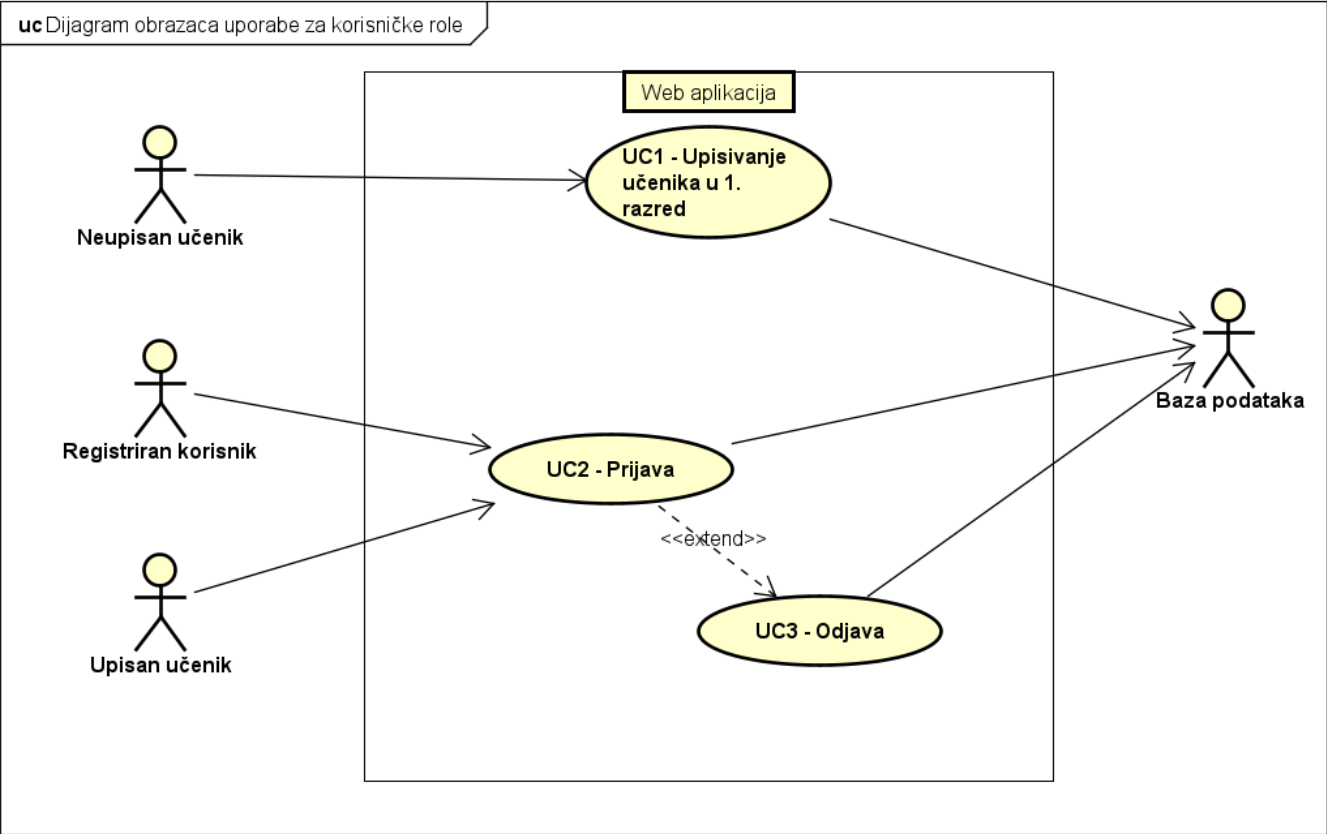 uc Dijagram obrazaca uporabe za korisničke role
Web aplikacija
UC1 - Upisivanje
učenika u 1.
razred
Neupisan učenik
Baza podataka
Registriran korisnik
UC2 - Prijava
<<extend>>
UC3 - Odjava
Upisan učenik